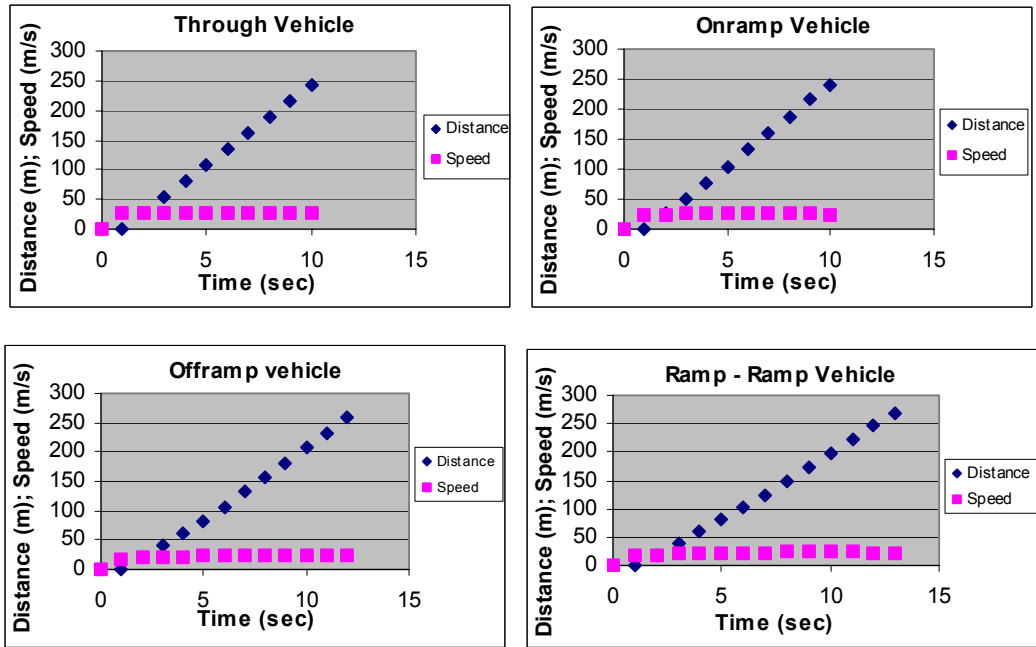 Through Vehicle
Distance (m); Speed (m/s)
300
250
200
150
100
50
0
0 5 10 15
Time (sec)
Distance
Speed
Onramp Vehicle
Distance (m); Speed (m/s)
300
250
200
150
100
50
0
0 5 10 15
Time (sec)
Distance
Speed
Offramp vehicle
Distance (m); Speed (m/s)
300
250
200
150
100
50
0
0 5 10 15
Time (sec)
Distance
Speed
Ramp - Ramp Vehicle
Distance (m); Speed (m/s)
300
250
200
150
100
50
0
0 5 10 15
Time (sec)
Distance
Speed